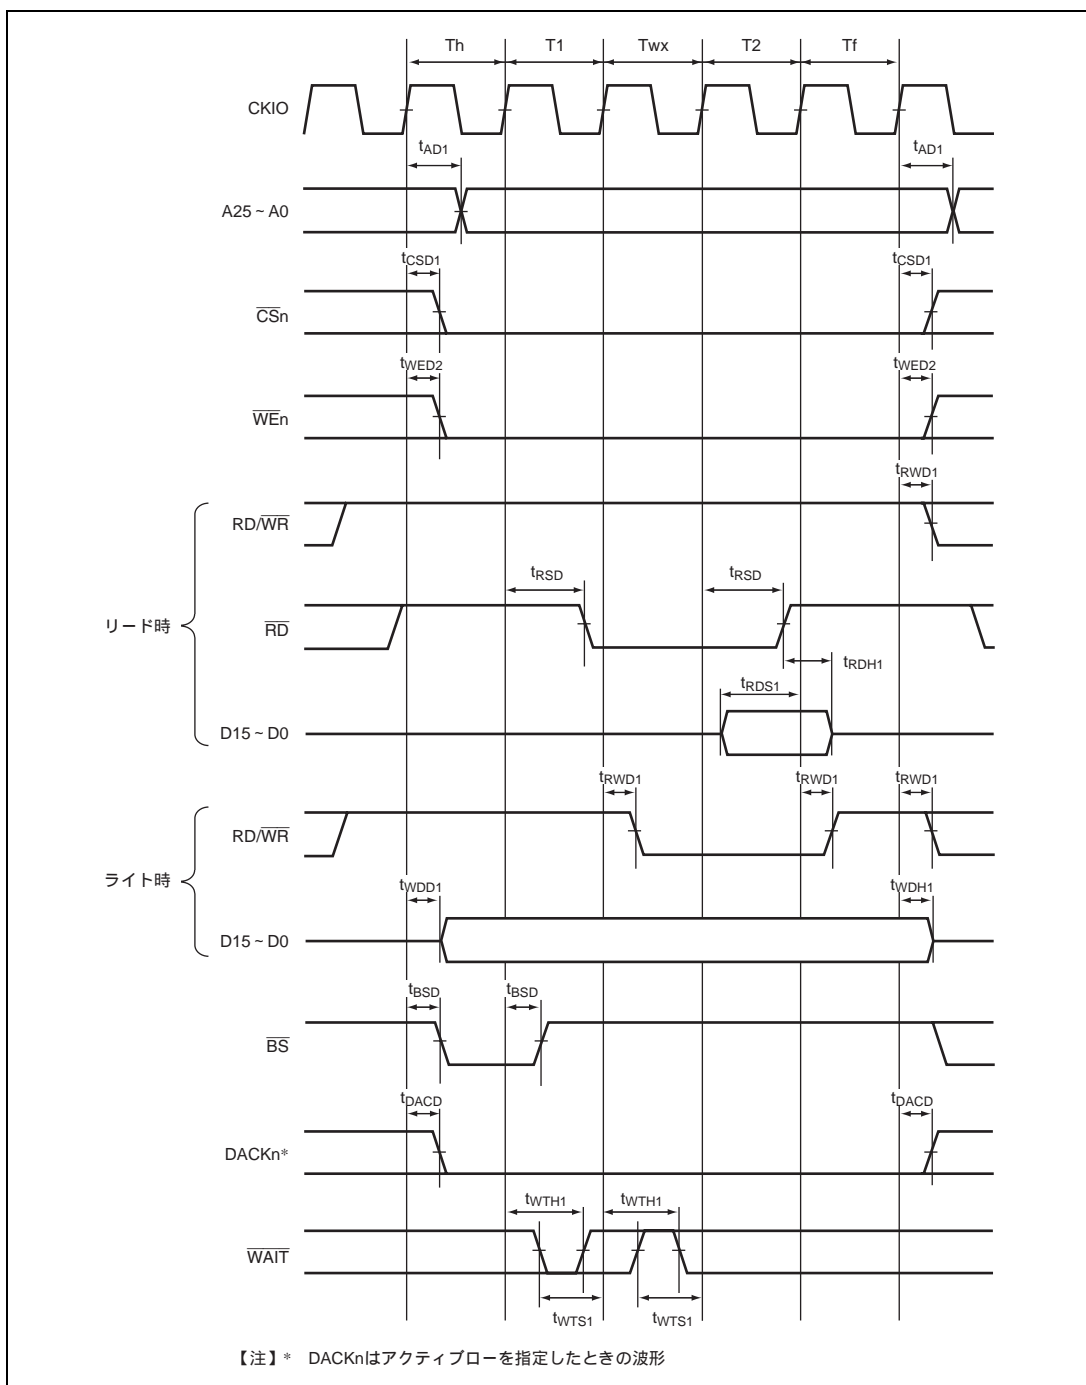 Th T1 Twx T2 Tf
CKIO
tAD1 tAD1
A25 ~ A0
tCSD1 tCSD1
CSn
tWED2 tWED2
WEn
tRWD1
RD/WR
tRSD tRSD
リード時
RD
tRDH1
tRDS1
D15 ~ D0
tRWD1 tRWD1 tRWD1
RD/WR
ライト時
tWDD1 tWDH1
D15 ~ D0
tBSD tBSD
BS
tDACD tDACD
DACKn*
tWTH1 tWTH1
WAIT
tWTS1 tWTS1
【注】* DACKnはアクティブローを指定したときの波形